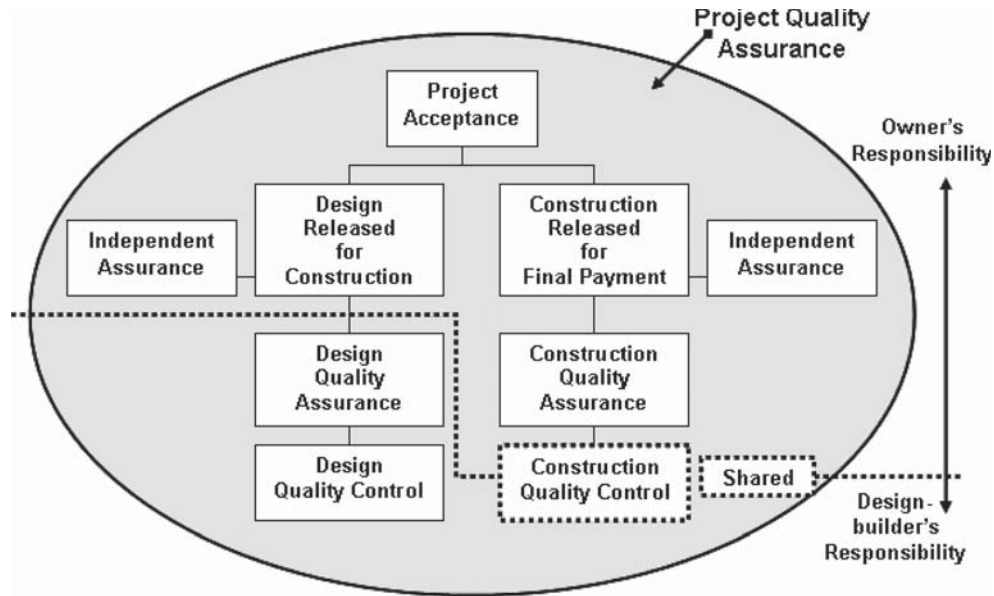 Project Quality
Assurance
Project
Acceptance
Owner's
Responsibility
Design
Released
for
Construction
Construction
Released
for
Final Payment
Independent
Assurance
Independent
Assurance
Design
Quality
Assurance
Construction
Quality
Assurance
Design
Quality Control
Construction
Quality Control
Shared
Design-
builder's
Responsibility